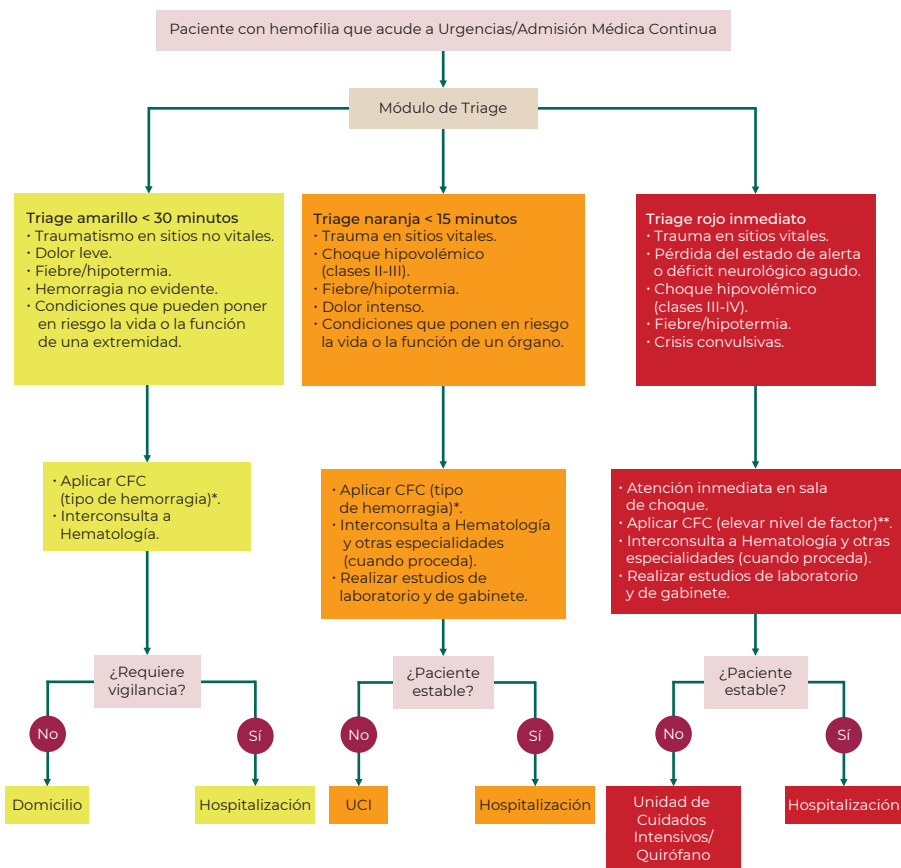 Paciente con hemofilia que acude a Urgencias/Admisión Médica Continua
Módulo de Triage
Triage amarillo < 30 minutos
· Traumatismo en sitios no vitales.
· Dolor leve.
· Fiebre/hipotermia.
· Hemorragia no evidente.
· Condiciones que pueden poner
en riesgo la vida o la función
de una extremidad.
Triage naranja < 15 minutos
· Trauma en sitios vitales.
· Choque hipovolémico
(clases II-III).
· Fiebre/hipotermia.
· Dolor intenso.
· Condiciones que ponen en riesgo
la vida o la función de un órgano.
Triage rojo inmediato
· Trauma en sitios vitales.
· Pérdida del estado de alerta
o déficit neurológico agudo.
· Choque hipovolémico
(clases III-IV).
· Fiebre/hipotermia.
· Crisis convulsivas.
· Aplicar CFC
(tipo de hemorragia)*.
· Interconsulta a
Hematología.
· Aplicar CFC (tipo
de hemorragia)*.
· Interconsulta a Hematología
y otras especialidades
(cuando proceda).
· Realizar estudios de
laboratorio y de gabinete.
· Atención inmediata en sala
de choque.
· Aplicar CFC (elevar nivel de factor)**.
· Interconsulta a Hematología y otras
especialidades (cuando proceda).
· Realizar estudios de laboratorio
y de gabinete.
¿Requiere
vigilancia?
¿Paciente
estable?
¿Paciente
estable?
No
Sí
No
Sí
No
Sí
Domicilio
Hospitalización
UCI
Hospitalización
Unidad de
Cuidados
Intensivos/
Quirófano
Hospitalización